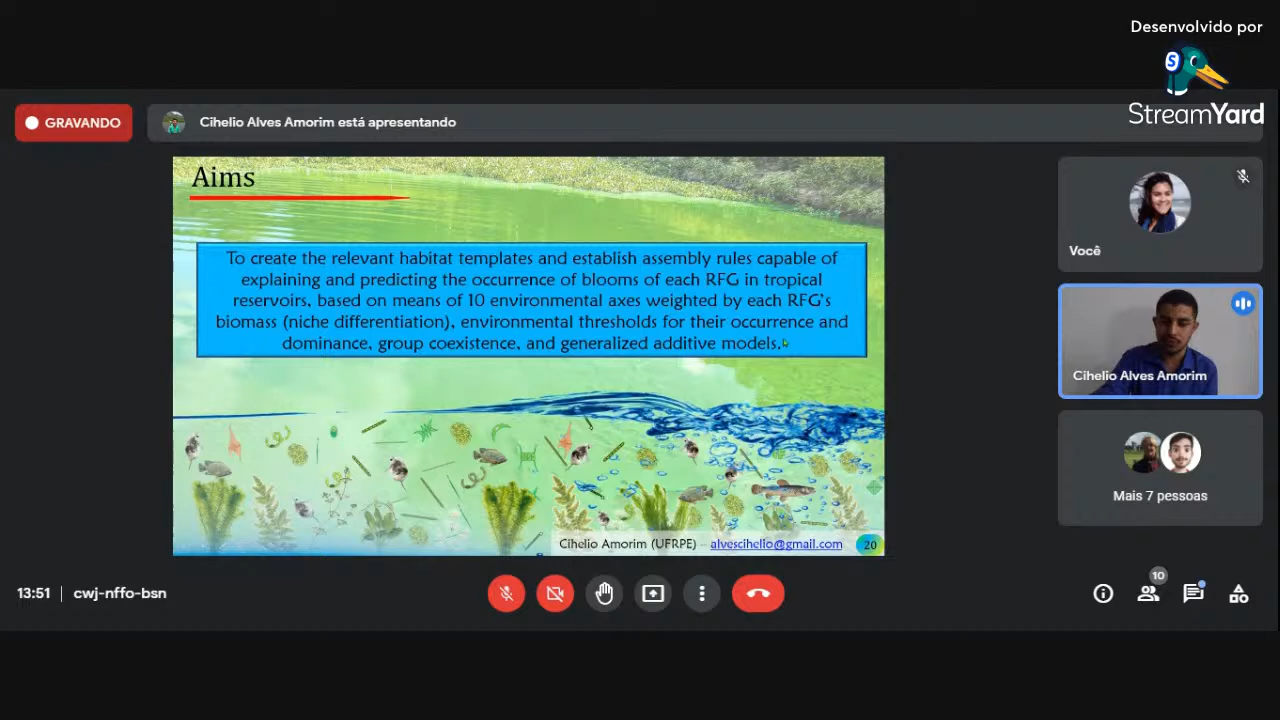 Desenvolvido por
StreamYard
GRAVANDO
Cihelio Alves Amorim está apresentando
Aims
To create the relevant habitat templates and establish assembly rules capable of
explaining and predicting the occurrence of blooms of each RFG in tropical
reservoirs, based on means of 10 environmental axes weighted by each RFG's
biomass (niche differentiation), environmental thresholds for their occurrence and
dominance, group coexistence, and generalized additive models.
Cihelio Amorim (UFRPE) – alvescihelio@gmail.com 20
Você
Cihelio Alves Amorim
Mais 7 pessoas
13:51 | cwj-nffo-bsn
10